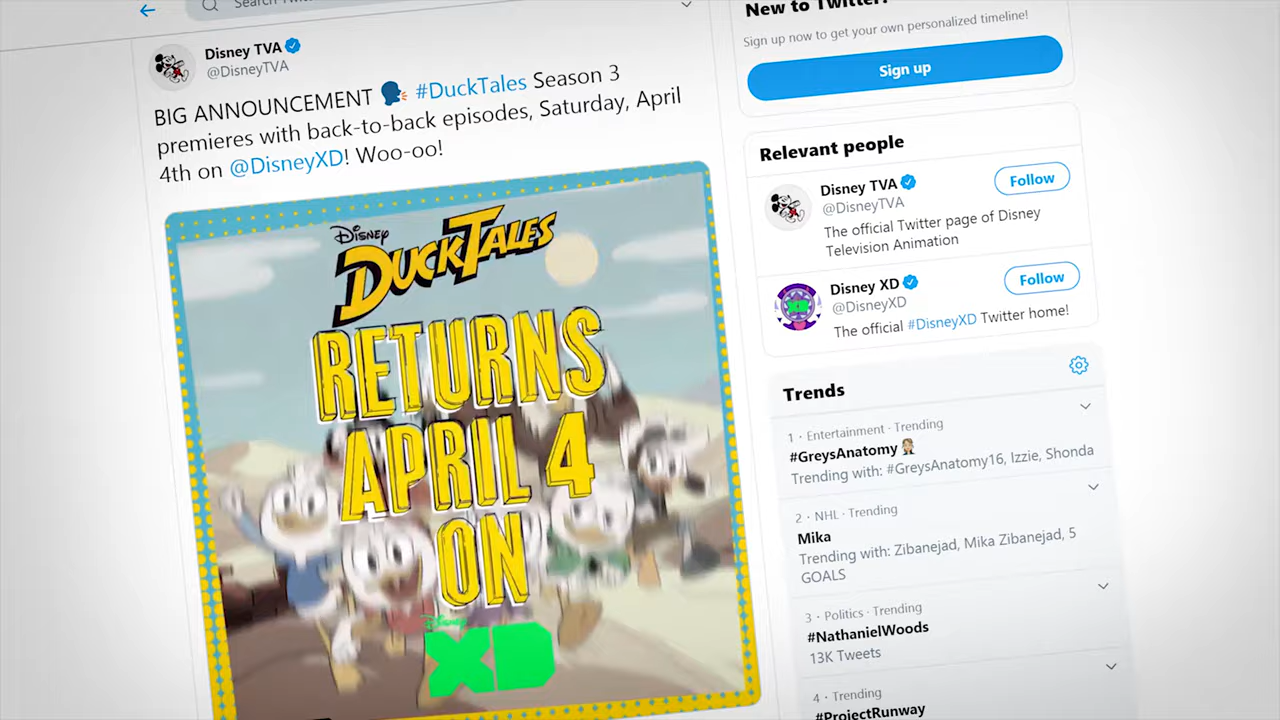 Search Twitter
Disney TVA
@DisneyTVA
BIG ANNOUNCEMENT 🗣️ #DuckTales Season 3
premieres with back-to-back episodes, Saturday, April
4th on @DisneyXD! Woo-oo!
Disney
DUCKTALES
RETURNS
APRIL 4
ON
Disney
XD
New to Twitter?
Sign up now to get your own personalized timeline!
Sign up
Relevant people
Disney TVA
@DisneyTVA
Follow
The official Twitter page of Disney
Television Animation
XD
Disney XD
@DisneyXD
Follow
The official #DisneyXD Twitter home!
Trends
1 · Entertainment · Trending
#GreysAnatomy
Trending with: #GreysAnatomy16, Izzie, Shonda
2 · NHL · Trending
Mika
Trending with: Zibanejad, Mika Zibanejad, 5
GOALS
3 · Politics · Trending
#NathanielWoods
13K Tweets
4 · Trending
#ProjectRunway